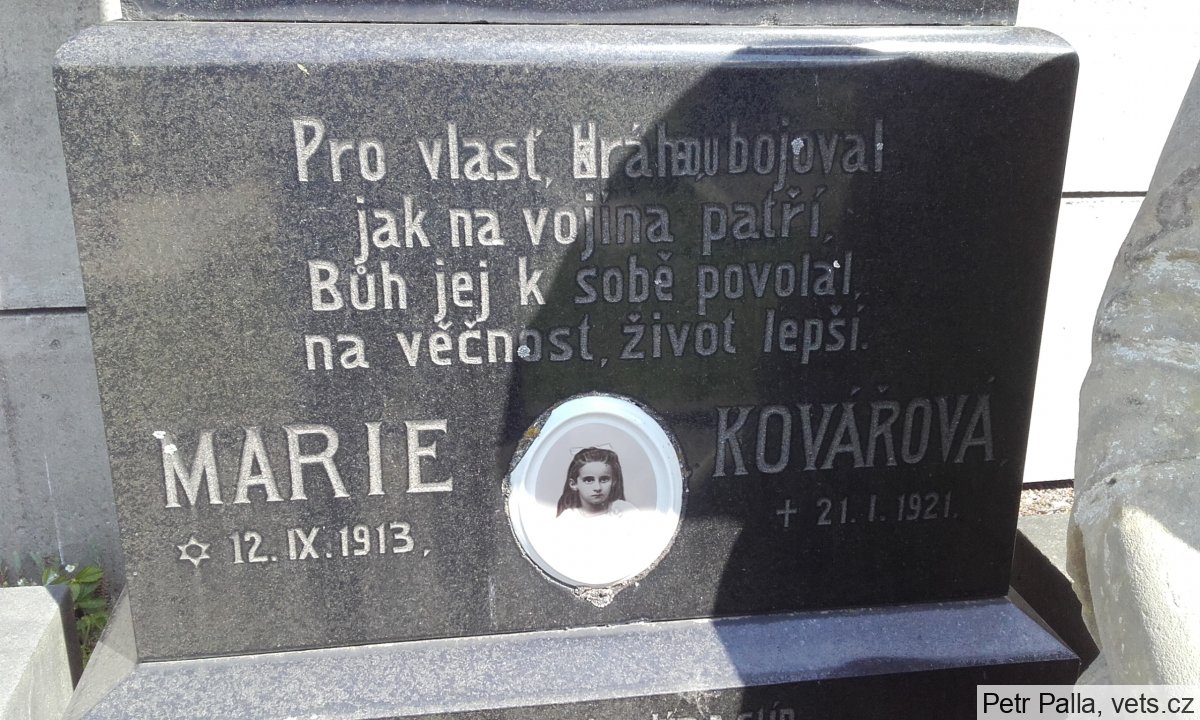 Pro vlasť, bojoval
jak na vojína patří,
Bůh jej k sobě povolal,
na věčnost, život lepší.
MARIE KOVÁŘOVÁ,
✡ 12. IX. 1913, + 21. I. 1921.
Petr Palla, vets.cz